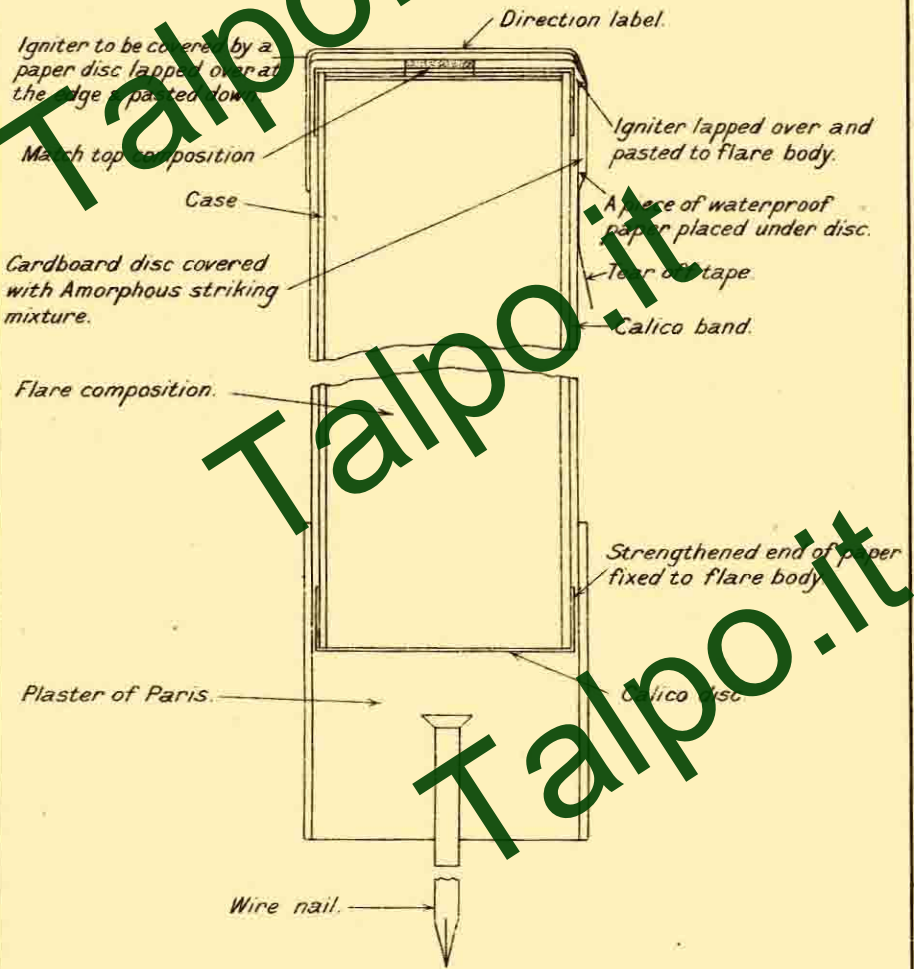 Direction label.
Igniter to be covered by a
paper disc lapped over at
the edge & pasted down.
Match top composition
Case
Cardboard disc covered
with Amorphous striking
mixture.
Flare composition.
Plaster of Paris.
Wire nail.
Igniter lapped over and
pasted to flare body.
A piece of waterproof
paper placed under disc.
Tear off tape.
Calico band.
Strengthened end of paper
fixed to flare body
Calico disc
Talpo.it
Talpo.it
Talpo.it